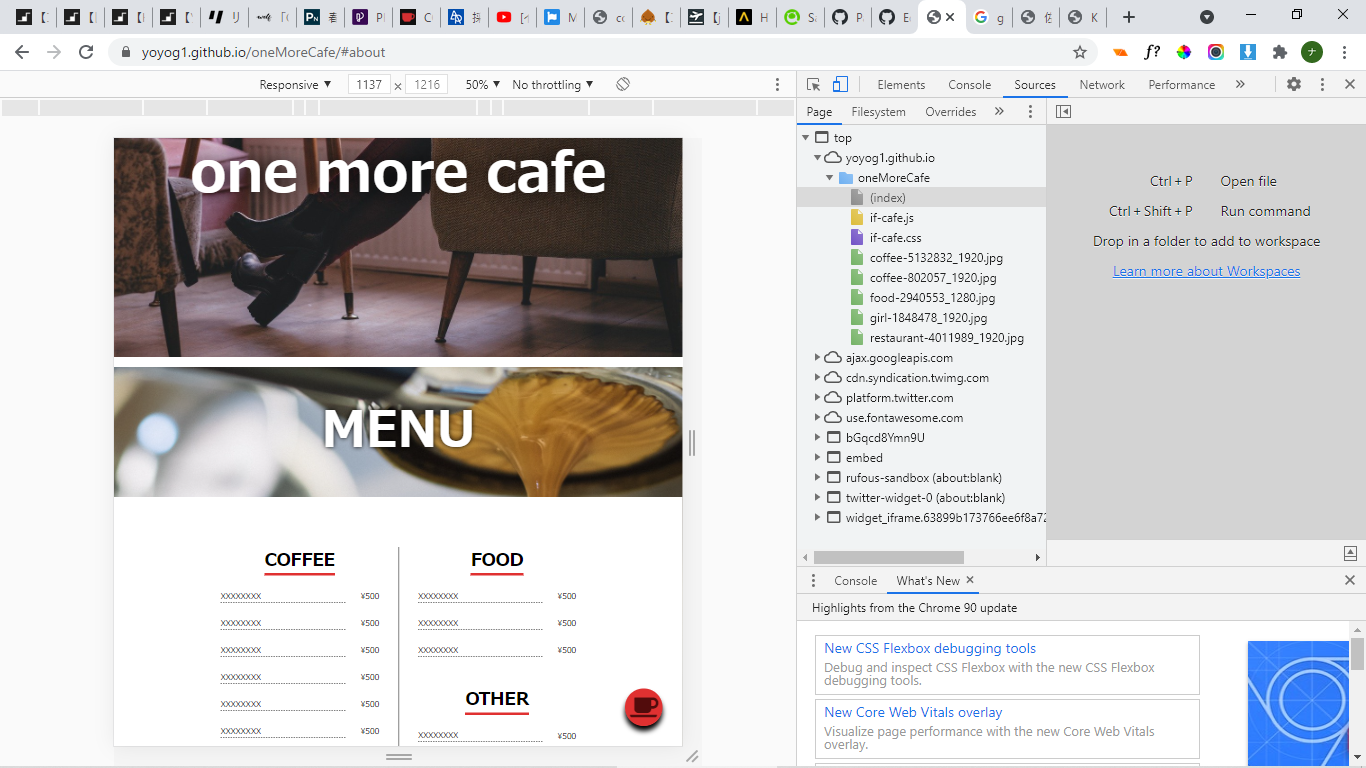 yoyog1.github.io/oneMoreCafe/#about
ƒ?
ナ
Responsive ▼ 1137 × 1216 50% ▼ No throttling ▼
Elements Console Sources Network Performance »
Page Filesystem Overrides »
top
yoyog1.github.io
oneMoreCafe
(index)
if-cafe.js
if-cafe.css
coffee-5132832_1920.jpg
coffee-802057_1920.jpg
food-2940553_1280.jpg
girl-1848478_1920.jpg
restaurant-4011989_1920.jpg
ajax.googleapis.com
cdn.syndication.twimg.com
platform.twitter.com
use.fontawesome.com
bGqcd8Ymn9U
embed
rufous-sandbox (about:blank)
twitter-widget-0 (about:blank)
widget_iframe.63899b173766ee6f8a72
Ctrl + P Open file
Ctrl + Shift + P Run command
Drop in a folder to add to workspace
Learn more about Workspaces
one more cafe
MENU
COFFEE
XXXXXXXX ¥500
XXXXXXXX ¥500
XXXXXXXX ¥500
XXXXXXXX ¥500
XXXXXXXX ¥500
XXXXXXXX ¥500
FOOD
XXXXXXXX ¥500
XXXXXXXX ¥500
XXXXXXXX ¥500
OTHER
XXXXXXXX ¥500
Console What's New ×
Highlights from the Chrome 90 update
New CSS Flexbox debugging tools
Debug and inspect CSS Flexbox with the new CSS Flexbox
debugging tools.
New Core Web Vitals overlay
Visualize page performance with the new Core Web Vitals
overlay.